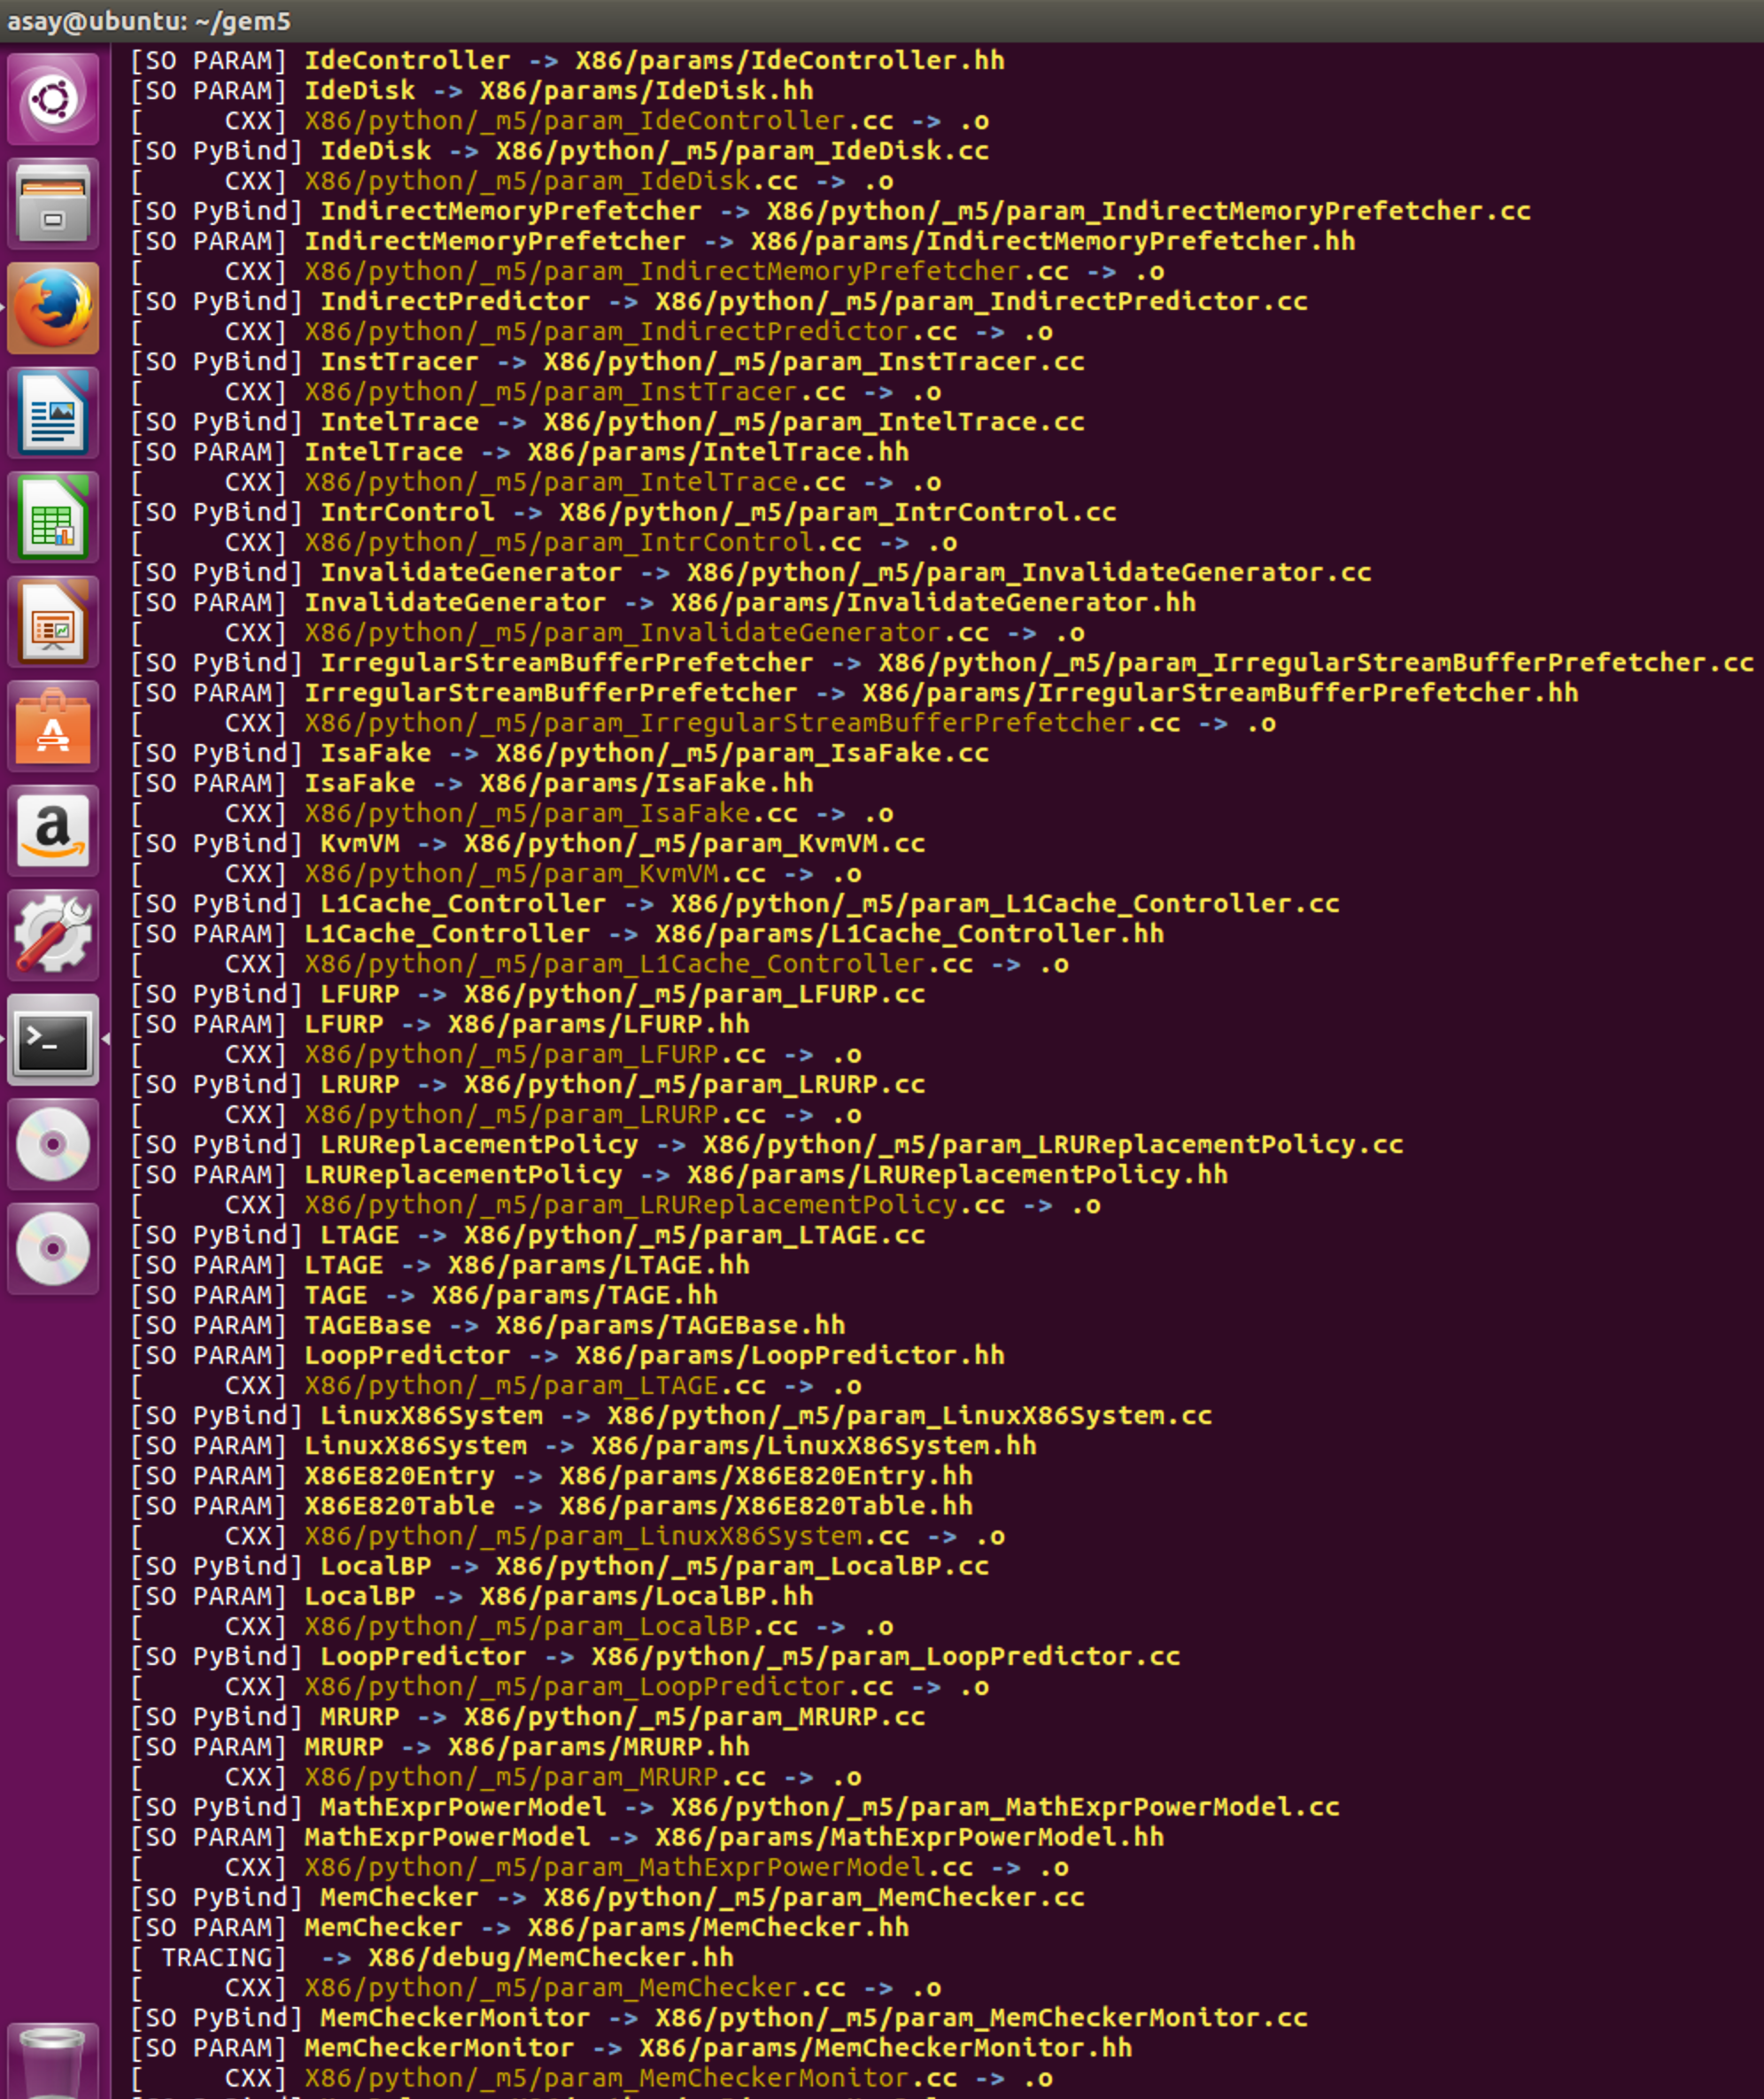 asay@ubuntu: ~/gem5
[SO PARAM] IdeController -> X86/params/IdeController.hh
[SO PARAM] IdeDisk -> X86/params/IdeDisk.hh
[     CXX] X86/python/_m5/param_IdeController.cc -> .o
[SO PyBind] IdeDisk -> X86/python/_m5/param_IdeDisk.cc
[     CXX] X86/python/_m5/param_IdeDisk.cc -> .o
[SO PyBind] IndirectMemoryPrefetcher -> X86/python/_m5/param_IndirectMemoryPrefetcher.cc
[SO PARAM] IndirectMemoryPrefetcher -> X86/params/IndirectMemoryPrefetcher.hh
[     CXX] X86/python/_m5/param_IndirectMemoryPrefetcher.cc -> .o
[SO PyBind] IndirectPredictor -> X86/python/_m5/param_IndirectPredictor.cc
[     CXX] X86/python/_m5/param_IndirectPredictor.cc -> .o
[SO PyBind] InstTracer -> X86/python/_m5/param_InstTracer.cc
[     CXX] X86/python/_m5/param_InstTracer.cc -> .o
[SO PyBind] IntelTrace -> X86/python/_m5/param_IntelTrace.cc
[SO PARAM] IntelTrace -> X86/params/IntelTrace.hh
[     CXX] X86/python/_m5/param_IntelTrace.cc -> .o
[SO PyBind] IntrControl -> X86/python/_m5/param_IntrControl.cc
[     CXX] X86/python/_m5/param_IntrControl.cc -> .o
[SO PyBind] InvalidateGenerator -> X86/python/_m5/param_InvalidateGenerator.cc
[SO PARAM] InvalidateGenerator -> X86/params/InvalidateGenerator.hh
[     CXX] X86/python/_m5/param_InvalidateGenerator.cc -> .o
[SO PyBind] IrregularStreamBufferPrefetcher -> X86/python/_m5/param_IrregularStreamBufferPrefetcher.cc
[SO PARAM] IrregularStreamBufferPrefetcher -> X86/params/IrregularStreamBufferPrefetcher.hh
[     CXX] X86/python/_m5/param_IrregularStreamBufferPrefetcher.cc -> .o
[SO PyBind] IsaFake -> X86/python/_m5/param_IsaFake.cc
[SO PARAM] IsaFake -> X86/params/IsaFake.hh
[     CXX] X86/python/_m5/param_IsaFake.cc -> .o
[SO PyBind] KvmVM -> X86/python/_m5/param_KvmVM.cc
[     CXX] X86/python/_m5/param_KvmVM.cc -> .o
[SO PyBind] L1Cache_Controller -> X86/python/_m5/param_L1Cache_Controller.cc
[SO PARAM] L1Cache_Controller -> X86/params/L1Cache_Controller.hh
[     CXX] X86/python/_m5/param_L1Cache_Controller.cc -> .o
[SO PyBind] LFURP -> X86/python/_m5/param_LFURP.cc
[SO PARAM] LFURP -> X86/params/LFURP.hh
[     CXX] X86/python/_m5/param_LFURP.cc -> .o
[SO PyBind] LRURP -> X86/python/_m5/param_LRURP.cc
[     CXX] X86/python/_m5/param_LRURP.cc -> .o
[SO PyBind] LRUReplacementPolicy -> X86/python/_m5/param_LRUReplacementPolicy.cc
[SO PARAM] LRUReplacementPolicy -> X86/params/LRUReplacementPolicy.hh
[     CXX] X86/python/_m5/param_LRUReplacementPolicy.cc -> .o
[SO PyBind] LTAGE -> X86/python/_m5/param_LTAGE.cc
[SO PARAM] LTAGE -> X86/params/LTAGE.hh
[SO PARAM] TAGE -> X86/params/TAGE.hh
[SO PARAM] TAGEBase -> X86/params/TAGEBase.hh
[SO PARAM] LoopPredictor -> X86/params/LoopPredictor.hh
[     CXX] X86/python/_m5/param_LTAGE.cc -> .o
[SO PyBind] LinuxX86System -> X86/python/_m5/param_LinuxX86System.cc
[SO PARAM] LinuxX86System -> X86/params/LinuxX86System.hh
[SO PARAM] X86E820Entry -> X86/params/X86E820Entry.hh
[SO PARAM] X86E820Table -> X86/params/X86E820Table.hh
[     CXX] X86/python/_m5/param_LinuxX86System.cc -> .o
[SO PyBind] LocalBP -> X86/python/_m5/param_LocalBP.cc
[SO PARAM] LocalBP -> X86/params/LocalBP.hh
[     CXX] X86/python/_m5/param_LocalBP.cc -> .o
[SO PyBind] LoopPredictor -> X86/python/_m5/param_LoopPredictor.cc
[     CXX] X86/python/_m5/param_LoopPredictor.cc -> .o
[SO PyBind] MRURP -> X86/python/_m5/param_MRURP.cc
[SO PARAM] MRURP -> X86/params/MRURP.hh
[     CXX] X86/python/_m5/param_MRURP.cc -> .o
[SO PyBind] MathExprPowerModel -> X86/python/_m5/param_MathExprPowerModel.cc
[SO PARAM] MathExprPowerModel -> X86/params/MathExprPowerModel.hh
[     CXX] X86/python/_m5/param_MathExprPowerModel.cc -> .o
[SO PyBind] MemChecker -> X86/python/_m5/param_MemChecker.cc
[SO PARAM] MemChecker -> X86/params/MemChecker.hh
[ TRACING]  -> X86/debug/MemChecker.hh
[     CXX] X86/python/_m5/param_MemChecker.cc -> .o
[SO PyBind] MemCheckerMonitor -> X86/python/_m5/param_MemCheckerMonitor.cc
[SO PARAM] MemCheckerMonitor -> X86/params/MemCheckerMonitor.hh
[     CXX] X86/python/_m5/param_MemCheckerMonitor.cc -> .o